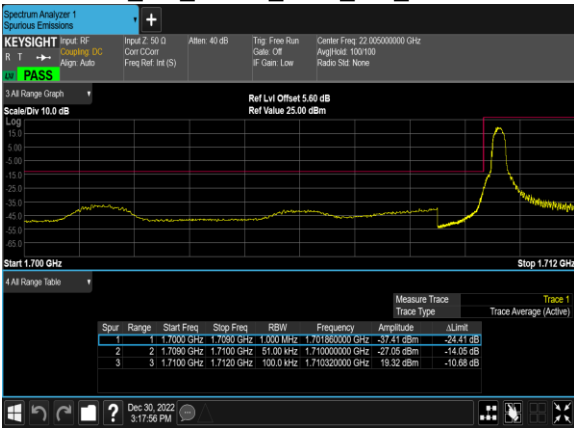 Spectrum Analyzer 1
Spurious Emissions
+
KEYSIGHT Input: RF
R T Coupling: DC
Align: Auto
LXI PASS
Input Z: 50 Ω
Corr CCorr
Freq Ref: Int (S)
Atten: 40 dB
Trig: Free Run
Gate: Off
IF Gain: Low
Center Freq: 22.005000000 GHz
Avg|Hold: 100/100
Radio Std: None
3 All Range Graph
Scale/Div 10.0 dB
Ref Lvl Offset 5.60 dB
Ref Value 25.00 dBm
Log
15.0
5.00
-5.00
-15.0
-25.0
-35.0
-45.0
-55.0
-65.0
Start 1.700 GHz Stop 1.712 GHz
4 All Range Table
Measure Trace Trace 1
Trace Type Trace Average (Active)
Spur Range Start Freq Stop Freq RBW Frequency Amplitude ΔLimit
1 1 1.7000 GHz 1.7090 GHz 1.000 MHz 1.701860000 GHz -37.41 dBm -24.41 dB
2 2 1.7090 GHz 1.7100 GHz 51.00 kHz 1.710000000 GHz -27.05 dBm -14.05 dB
3 3 1.7100 GHz 1.7120 GHz 100.0 kHz 1.710320000 GHz 19.32 dBm -10.68 dB
?
Dec 30, 2022
3:17:56 PM